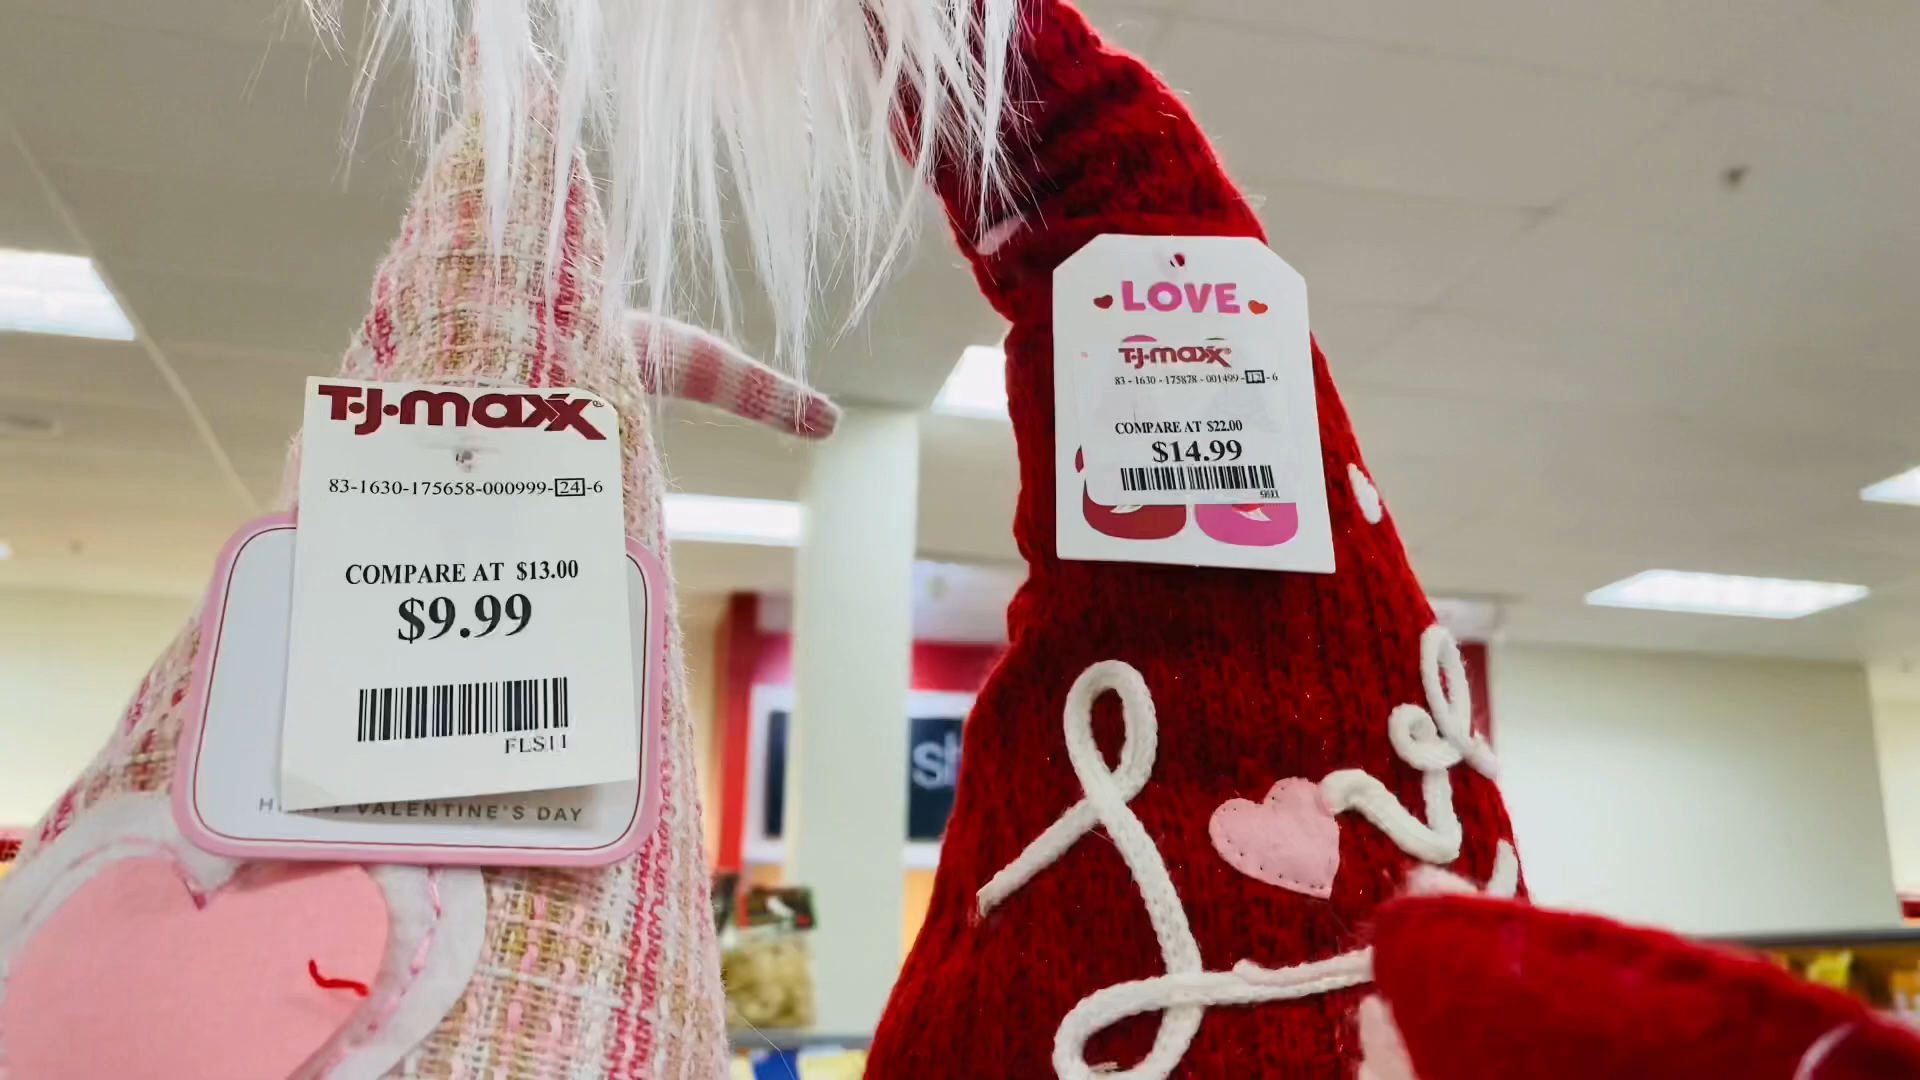 T·J·maxx®
83-1630-175658-000999-24-6
COMPARE AT $13.00
$9.99
FLS11
VALENTINE'S DAY
LOVE
T·J·maxx®
83 - 1630 - 175878 - 001499 - 12 - 6
COMPARE AT $22.00
$14.99